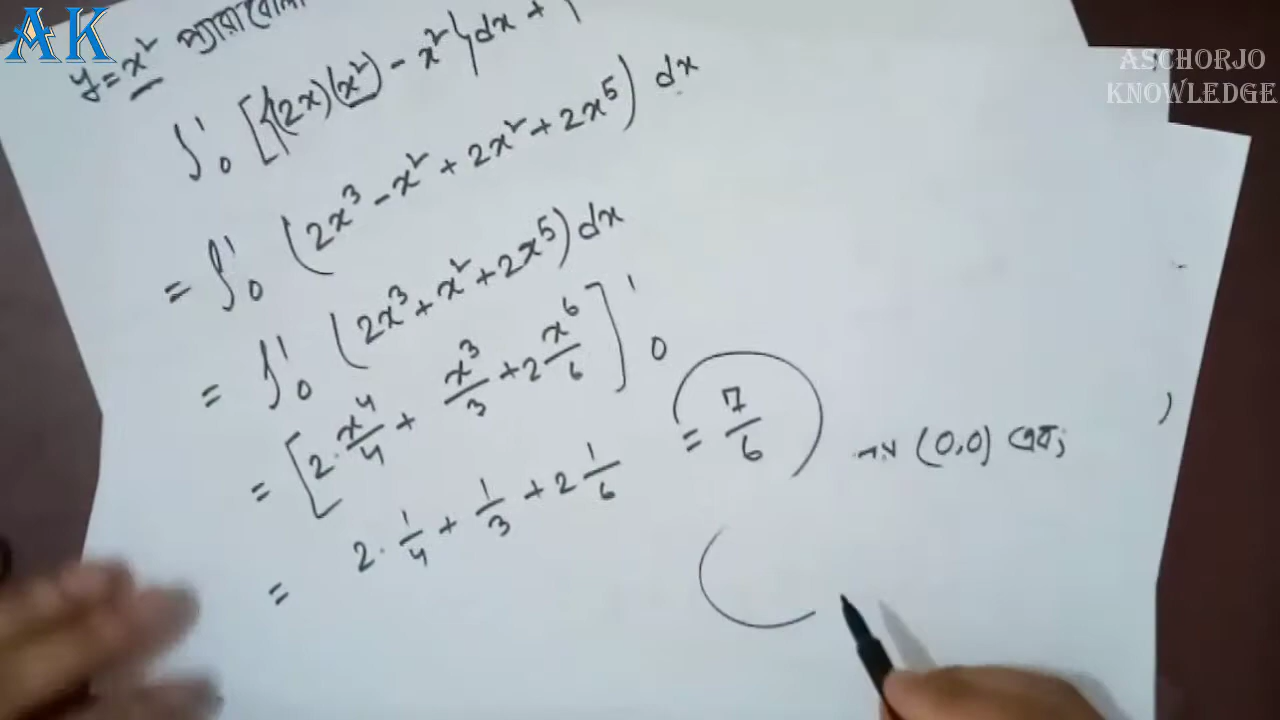 AK
ASCHORJO
KNOWLEDGE
y = x² প্যারাবোলা
∫₀¹ [{(2x)(x²) - x²} dx +
= ∫₀¹ (2x³ - x² + 2x² + 2x⁵) dx
= ∫₀¹ (2x³ + x² + 2x⁵) dx
= [2. x⁴/4 + x³/3 + 2 x⁶/6]₀¹
= 2. 1/4 + 1/3 + 2 1/6 = 7/6
(0,0) এবং